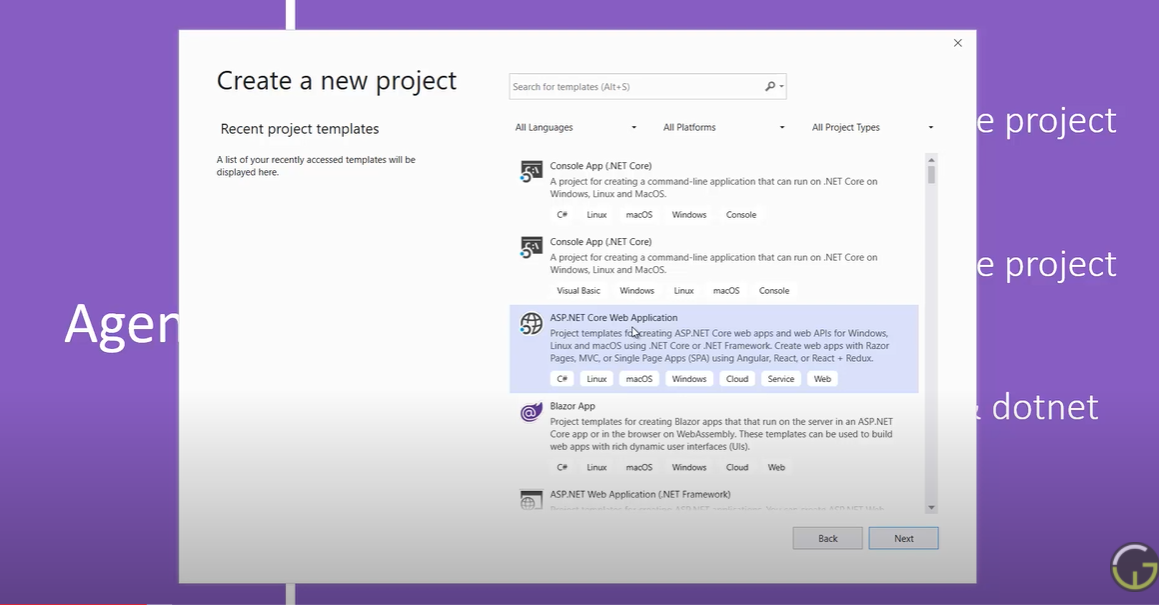 Create a new project
Search for templates (Alt+S)
Recent project templates
All Languages
All Platforms
All Project Types
A list of your recently accessed templates will be
displayed here.
Console App (.NET Core)
A project for creating a command-line application that can run on .NET Core on
Windows, Linux and MacOS.
C# Linux macOS Windows Console
Console App (.NET Core)
A project for creating a command-line application that can run on .NET Core on
Windows, Linux and MacOS.
Visual Basic Windows Linux macOS Console
ASP.NET Core Web Application
Project templates for creating ASP.NET Core web apps and web APIs for Windows,
Linux and macOS using .NET Core or .NET Framework. Create web apps with Razor
Pages, MVC, or Single Page Apps (SPA) using Angular, React, or React + Redux.
C# Linux macOS Windows Cloud Service Web
Blazor App
Project templates for creating Blazor apps that that run on the server in an ASP.NET
Core app or in the browser on WebAssembly. These templates can be used to build
web apps with rich dynamic user interfaces (UIs).
C# Linux macOS Windows Cloud Web
ASP.NET Web Application (.NET Framework)
Back
Next
Agen
e project
e project
& dotnet